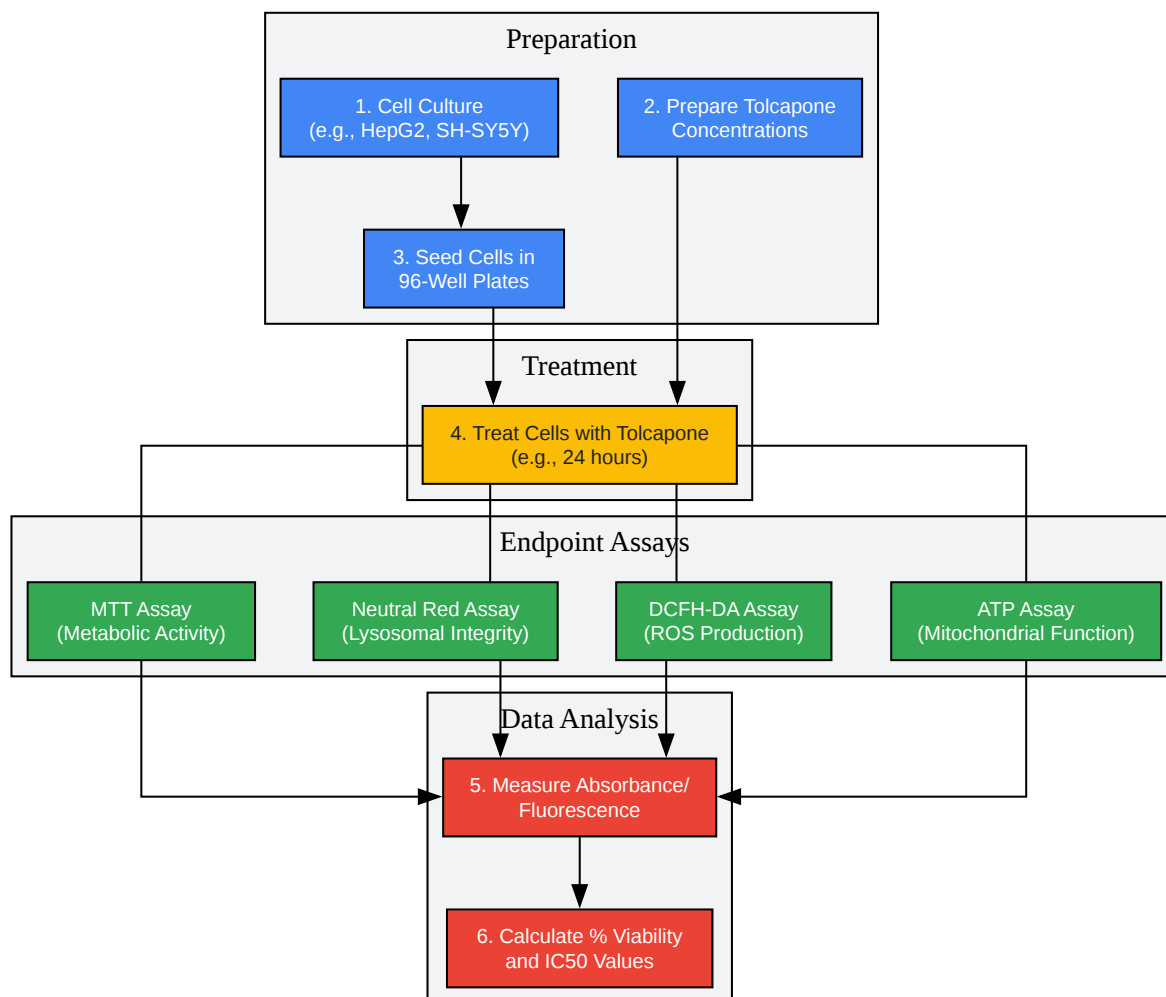 Preparation
1. Cell Culture
(e.g., HepG2, SH-SY5Y)
2. Prepare Tolcapone
Concentrations
3. Seed Cells in
96-Well Plates
Treatment
4. Treat Cells with Tolcapone
(e.g., 24 hours)
Endpoint Assays
MTT Assay
(Metabolic Activity)
Neutral Red Assay
(Lysosomal Integrity)
DCFH-DA Assay
(ROS Production)
ATP Assay
(Mitochondrial Function)
Data Analysis
5. Measure Absorbance/
Fluorescence
6. Calculate % Viability
and IC50 Values